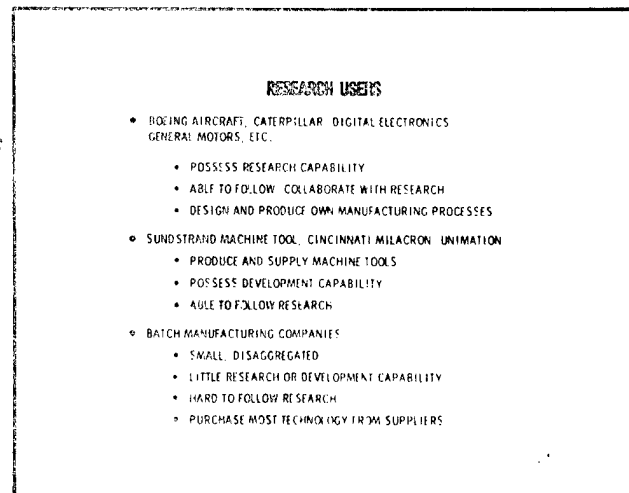 RESEARCH USERS
• BOEING AIRCRAFT, CATERPILLAR DIGITAL ELECTRONICS
GENERAL MOTORS, ETC.
• POSSESS RESEARCH CAPABILITY
• ABLE TO FOLLOW COLLABORATE WITH RESEARCH
• DESIGN AND PRODUCE OWN MANUFACTURING PROCESSES
• SUNDSTRAND MACHINE TOOL, CINCINNATI MILACRON UNIMATION
• PRODUCE AND SUPPLY MACHINE TOOLS
• POSSESS DEVELOPMENT CAPABILITY
• ABLE TO FOLLOW RESEARCH
• BATCH MANUFACTURING COMPANIES
• SMALL, DISAGGREGATED
• LITTLE RESEARCH OR DEVELOPMENT CAPABILITY
• HARD TO FOLLOW RESEARCH
• PURCHASE MOST TECHNOLOGY FROM SUPPLIERS